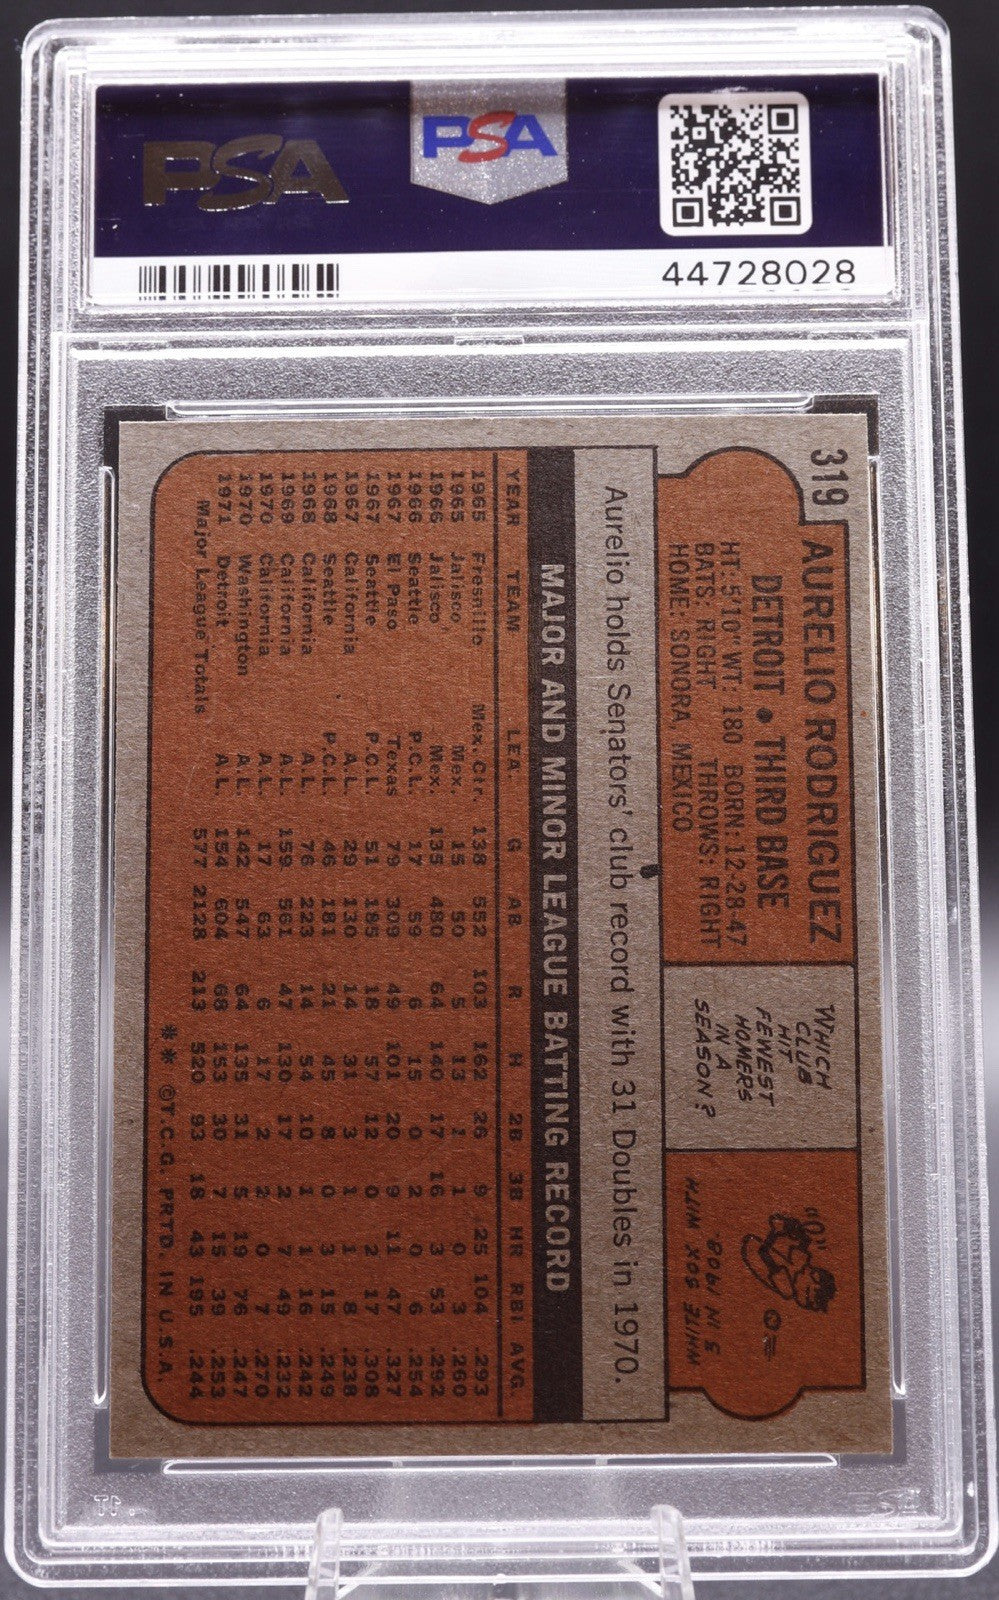 PSA
PSA
44728028
319
AURELIO RODRIGUEZ
DETROIT • THIRD BASE
HT: 5'10" WT: 180 BORN: 12-28-47
BATS: RIGHT THROWS: RIGHT
HOME: SONORA, MEXICO
WHICH
CLUB
HIT
FEWEST
HOMERS
IN A
SEASON?
WHITE SOX WITH
3 IN 1908.
"0"
Aurelio holds Senators' club record with 31 Doubles in 1970.
MAJOR AND MINOR LEAGUE BATTING RECORD
YEAR TEAM LEA. G AB R H 2B 3B HR RBI AVG.
1965 Fresnillo Mex.Ctr. 138 552 103 162 26 9 25 104 .293
1965 Jalisco Mex. 15 50 5 13 1 1 0 3 .260
1966 Jalisco Mex. 135 480 64 140 17 16 3 53 .292
1966 Seattle P.C.L. 17 59 6 15 0 2 0 6 .254
1967 El Paso Texas 79 309 49 101 20 9 11 47 .327
1967 Seattle P.C.L. 51 185 18 57 12 0 2 17 .308
1967 California A.L. 29 130 14 31 3 1 1 8 .238
1968 Seattle P.C.L. 46 181 21 45 8 0 3 15 .249
1968 California A.L. 76 223 14 54 10 1 1 16 .242
1969 California A.L. 159 561 47 130 17 2 7 49 .232
1970 California A.L. 17 63 6 17 2 2 0 7 .270
1970 Washington A.L. 142 547 64 135 31 5 19 76 .247
1971 Detroit A.L. 154 604 68 153 30 7 15 39 .253
Major League Totals 577 2128 213 520 93 18 43 195 .244
** ©T.C.G. PRTD. IN U.S.A.